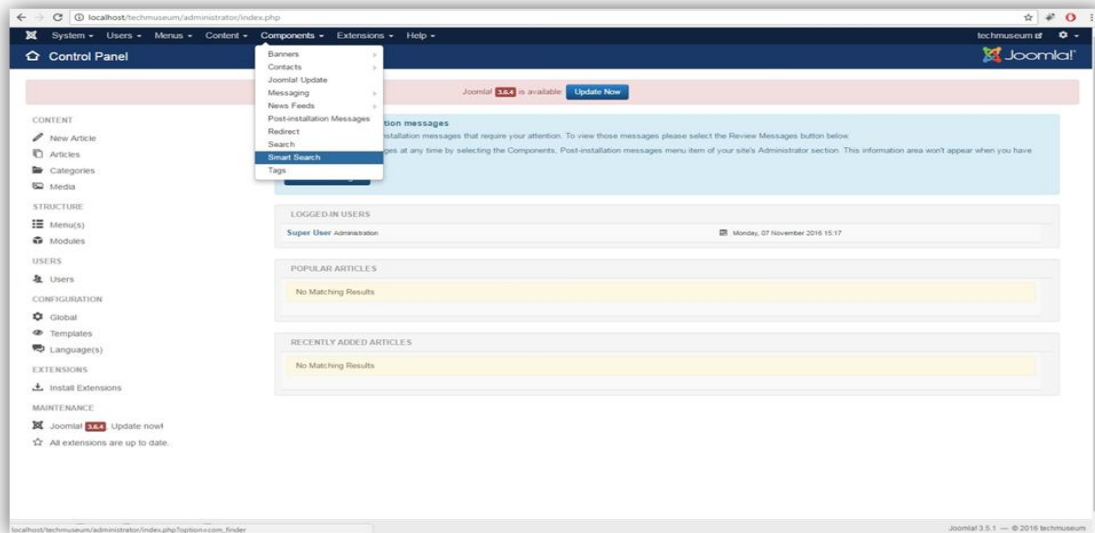 localhost/techmuseum/administrator/index.php
System Users Menus Content Components Extensions Help techmuseum
Control Panel Joomla!
Banners
Contacts
Joomla! Update
Messaging
News Feeds
Post-installation Messages
Redirect
Search
Smart Search
Tags
Joomla! 3.6.4 is available: Update Now
CONTENT
New Article
Articles
Categories
Media
STRUCTURE
Menu(s)
Modules
USERS
Users
CONFIGURATION
Global
Templates
Language(s)
EXTENSIONS
Install Extensions
MAINTENANCE
Joomla! 3.6.4, Update now!
All extensions are up to date.
messages
installation messages that require your attention. To view those messages please select the Review Messages button below.
at any time by selecting the Components, Post-installation messages menu item of your site's Administrator section. This information area won't appear when you have
LOGGED-IN USERS
Super User Administration Monday, 07 November 2016 15:17
POPULAR ARTICLES
No Matching Results
RECENTLY ADDED ARTICLES
No Matching Results
localhost/techmuseum/administrator/index.php?option=com_finder
Joomla! 3.5.1 — © 2016 techmuseum